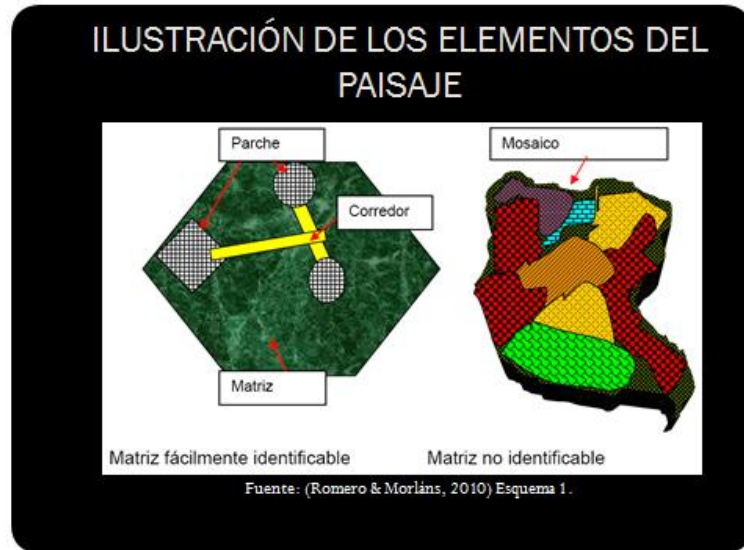 ILUSTRACIÓN DE LOS ELEMENTOS DEL
PAISAJE
Parche
Mosaico
Corredor
Matriz
Matriz fácilmente identificable
Matriz no identificable
Fuente: (Romero & Morláns, 2010) Esquema 1.